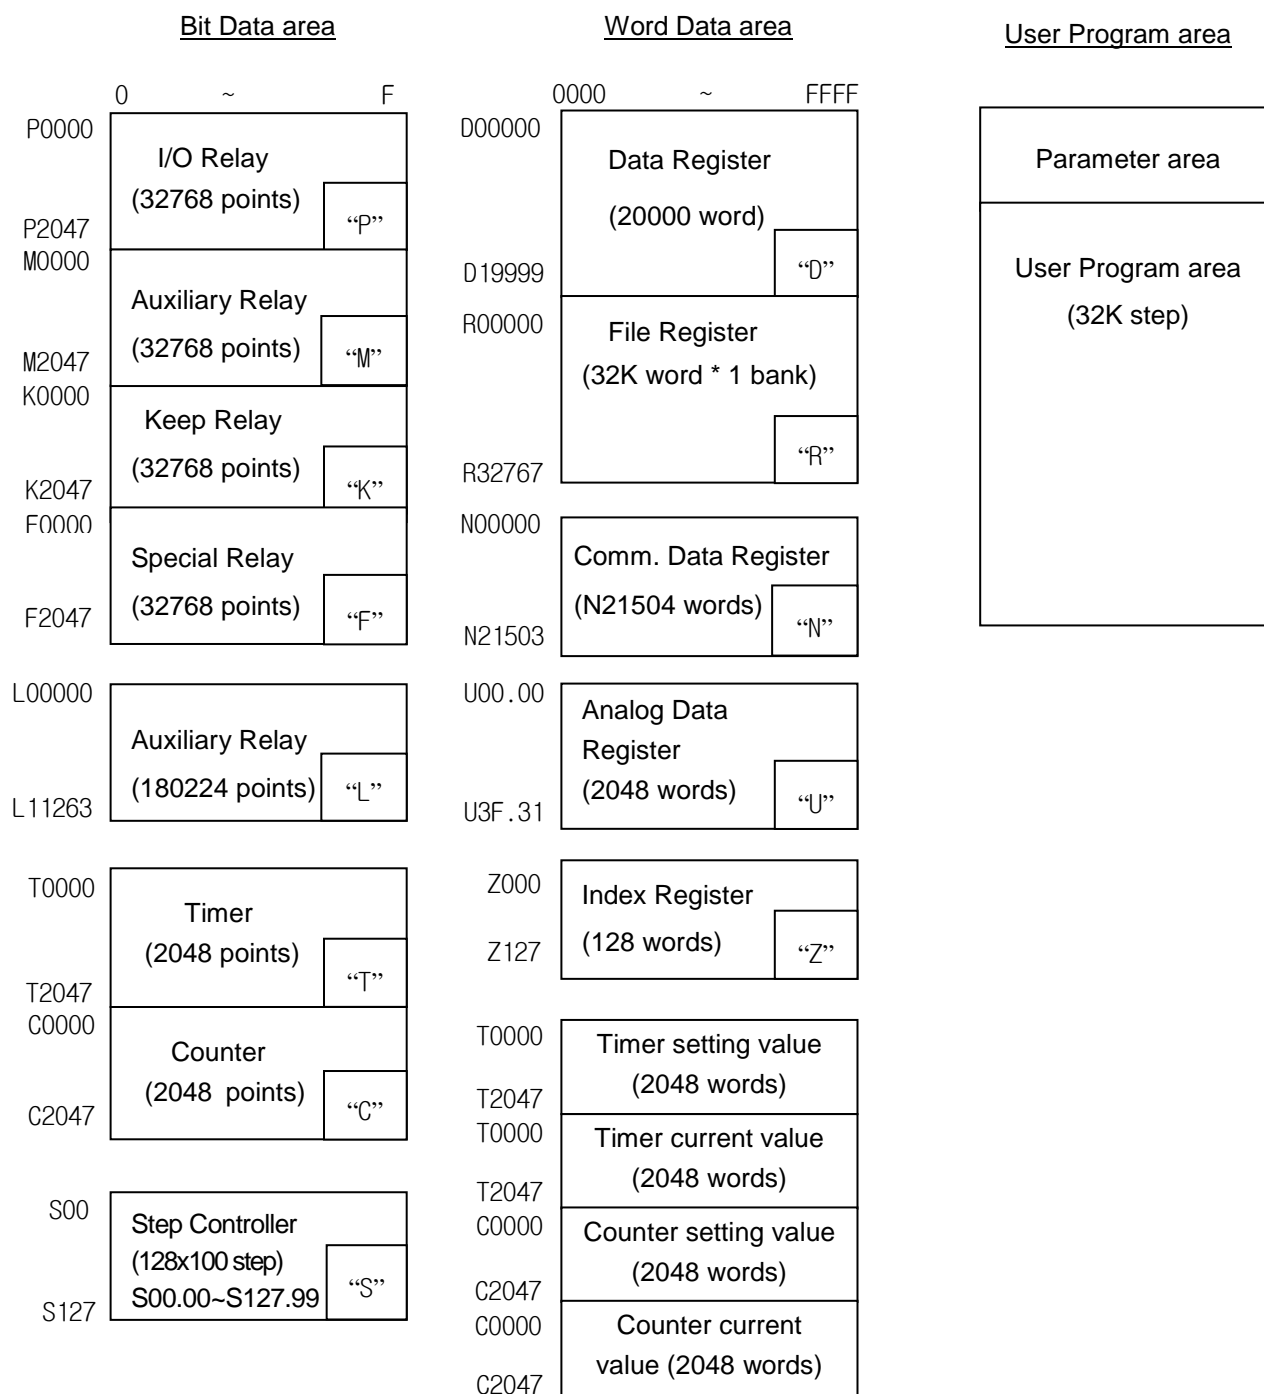 Bit Data area
0 ~ F
P0000
I/O Relay
(32768 points)
“P”
P2047
M0000
Auxiliary Relay
(32768 points)
“M”
M2047
K0000
Keep Relay
(32768 points)
“K”
K2047
F0000
Special Relay
(32768 points)
“F”
F2047
L00000
Auxiliary Relay
(180224 points)
“L”
L11263
T0000
Timer
(2048 points)
“T”
T2047
C0000
Counter
(2048 points)
“C”
C2047
S00
Step Controller
(128x100 step)
S00.00~S127.99
“S”
S127
Word Data area
0000 ~ FFFF
D00000
Data Register
(20000 word)
“D”
D19999
R00000
File Register
(32K word * 1 bank)
“R”
R32767
N00000
Comm. Data Register
(N21504 words)
“N”
N21503
U00.00
Analog Data
Register
(2048 words)
“U”
U3F.31
Z000
Index Register
(128 words)
“Z”
Z127
T0000
Timer setting value
(2048 words)
T2047
T0000
Timer current value
(2048 words)
T2047
C0000
Counter setting value
(2048 words)
C2047
C0000
Counter current
value (2048 words)
C2047
User Program area
Parameter area
User Program area
(32K step)